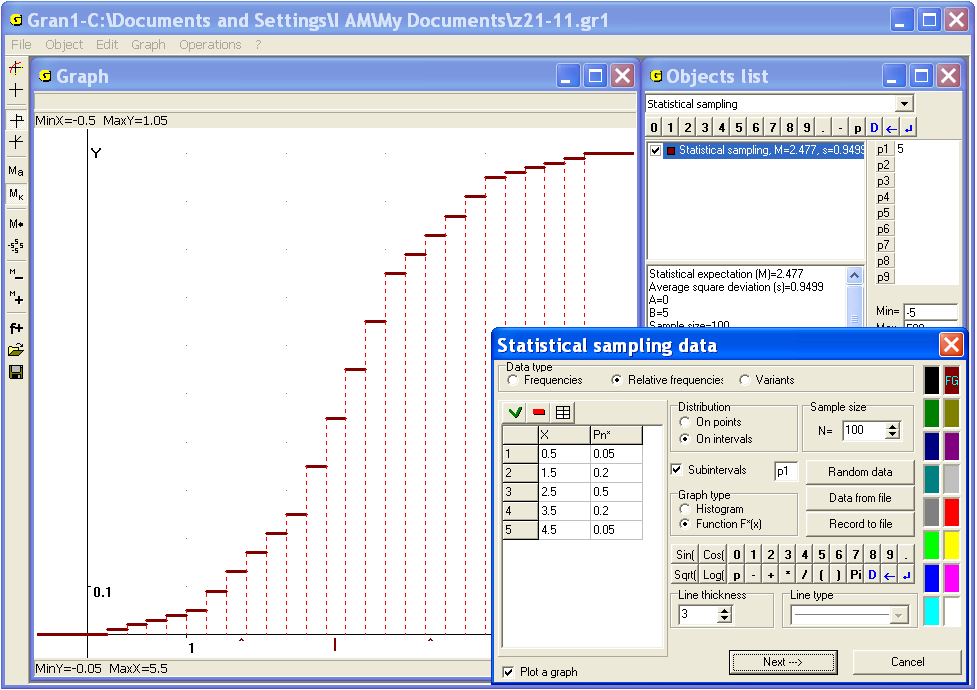 Gran1-C:\Documents and Settings\I AM\My Documents\z21-11.gr1
File Object Edit Graph Operations ?
Graph
MinX=-0.5 MaxY=1.05
Y
0.1
1
MinY=-0.05 MaxX=5.5
Ma
Mк
M
M
M
f+
Objects list
Statistical sampling
0 1 2 3 4 5 6 7 8 9 . - p D
Statistical sampling, M=2.477, s=0.9499
p1 5
p2
p3
p4
p5
p6
p7
p8
p9
Statistical expectation (M)=2.477
Average square deviation (s)=0.9499
A=0
B=5
Sample size=100
Min= -5
Statistical sampling data
Data type
Frequencies Relative frequencies Variants
X Pn*
1 0.5 0.05
2 1.5 0.2
3 2.5 0.5
4 3.5 0.2
5 4.5 0.05
Plot a graph
Distribution
On points
On intervals
Sample size
N= 100
Subintervals p1
Graph type
Histogram
Function F*(x)
Random data
Data from file
Record to file
Sin( Cos( 0 1 2 3 4 5 6 7 8 9 .
Sqrt( Log( p - + * / ( ) Pi D
Line thickness
3
Line type
Next --->
Cancel
FG